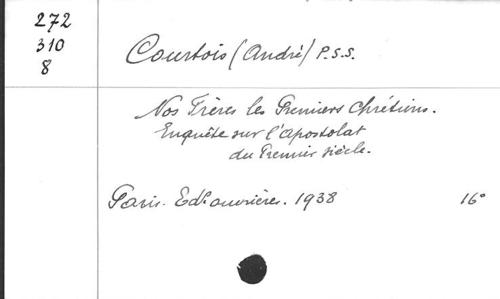 272
310
8
Courtois (André) P.S.S.
Nos Frères les Premiers Chrétiens.
Enquête sur l'apostolat
du Premier siècle.
Paris. Ed. ouvrières. 1938 16°